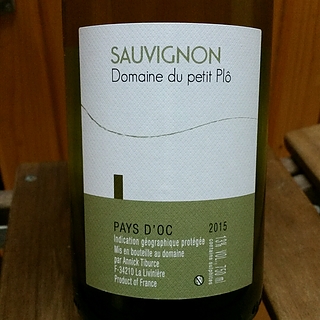 SAUVIGNON
Domaine du petit Plô
PAYS D'OC 2015
Indication géographique protégée
Mis en bouteille au domaine
par Annick Tiburce
F-34210 La Livinière
Product of France